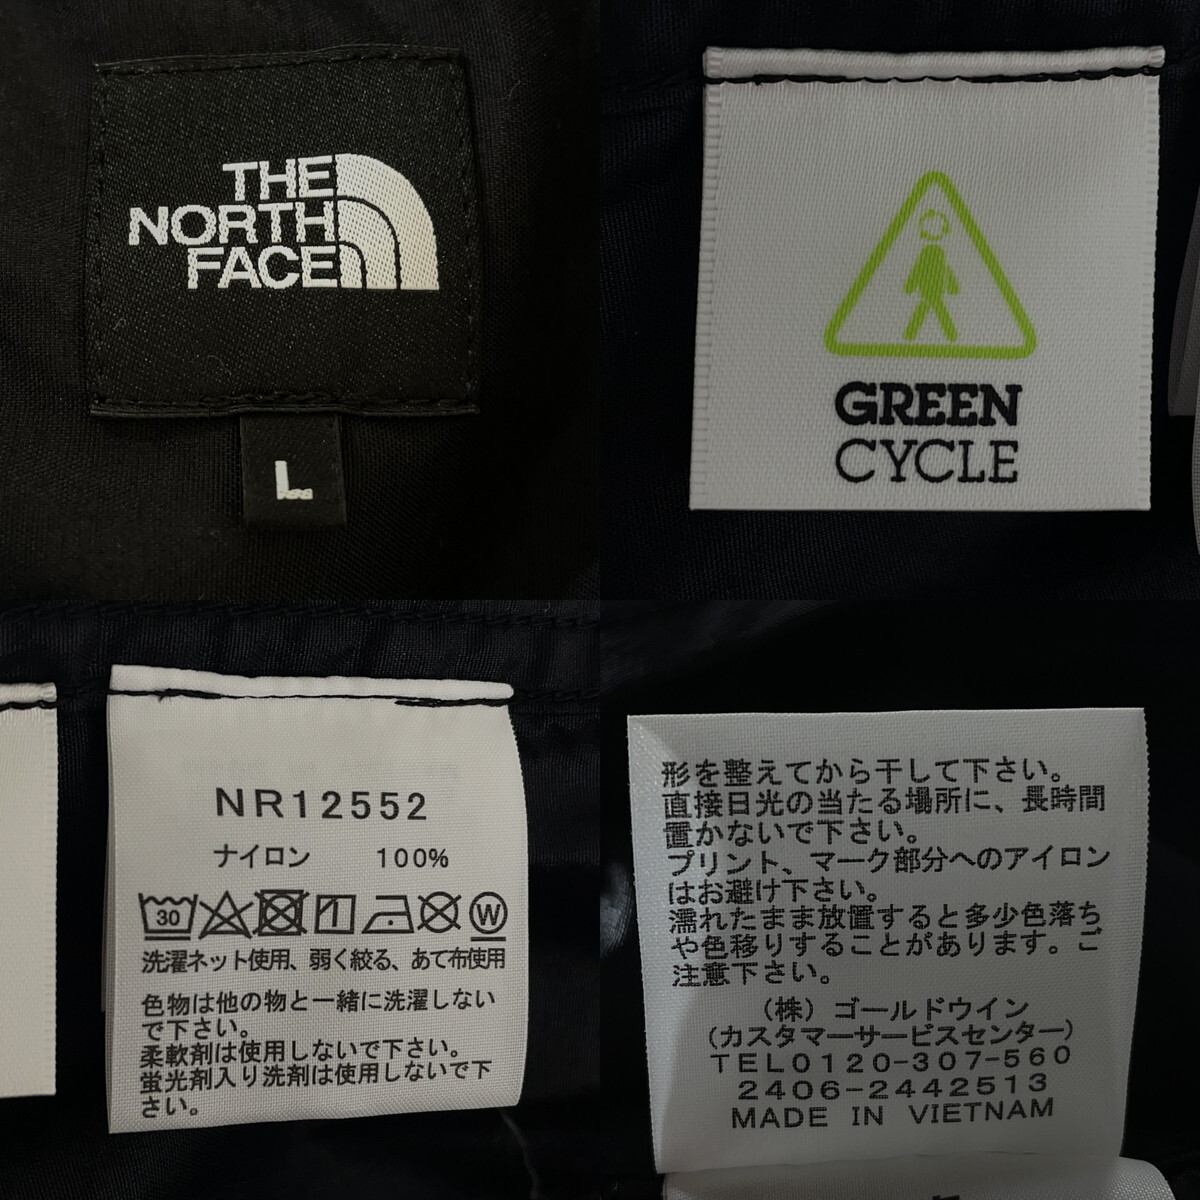 THE
NORTH
FACE
L
GREEN
CYCLE
NR12552
ナイロン 100%
30 W
洗濯ネット使用、弱く絞る、あて布使用
色物は他の物と一緒に洗濯しない
で下さい。
柔軟剤は使用しないで下さい。
蛍光剤入り洗剤は使用しないで下
さい。
形を整えてから干して下さい。
直接日光の当たる場所に、長時間
置かないで下さい。
プリント、マーク部分へのアイロン
はお避け下さい。
濡れたまま放置すると多少色落ち
や色移りすることがあります。ご
注意下さい。
(株)ゴールドウイン
(カスタマーサービスセンター)
TEL0120-307-560
2406-2442513
MADE IN VIETNAM